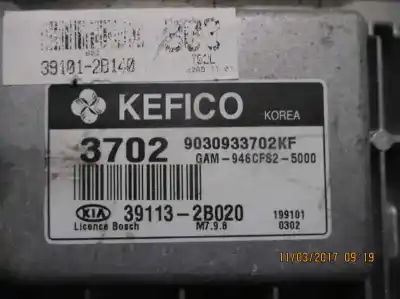 303
39101-2B140
KEFICO
KOREA
3702
9030933702KF
GAM-946CFS2-5000
KIA
39113-2B020
199101
Licence Bosch
M7.9.8
0302
11/03/2017 09:19